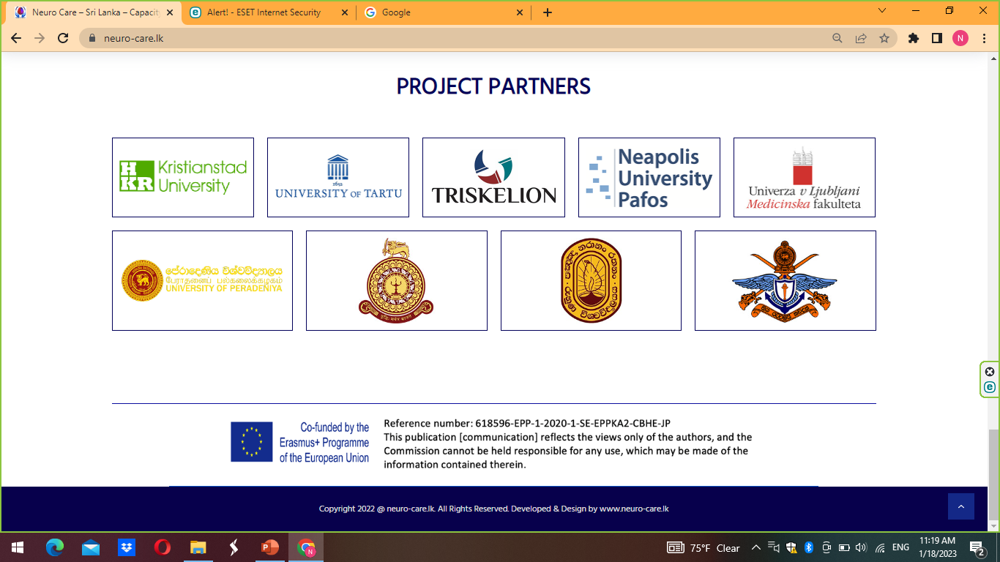 Neuro Care – Sri Lanka – Capacity
Alert! - ESET Internet Security
Google
neuro-care.lk
N
PROJECT PARTNERS
HKR
Kristianstad
University
1632
UNIVERSITY OF TARTU
TRISKELION
Neapolis
University
Pafos
Univerza v Ljubljani
Medicinska fakulteta
පේරාදෙණිය විශ්වවිද්‍යාලය
பேராதனைப் பல்கலைக்கழகம்
UNIVERSITY OF PERADENIYA
Co-funded by the
Erasmus+ Programme
of the European Union
Reference number: 618596-EPP-1-2020-1-SE-EPPKA2-CBHE-JP
This publication [communication] reflects the views only of the authors, and the
Commission cannot be held responsible for any use, which may be made of the
information contained therein.
Copyright 2022 @ neuro-care.lk. All Rights Reserved. Developed & Design by www.neuro-care.lk
75°F Clear
ENG
11:19 AM
1/18/2023
2